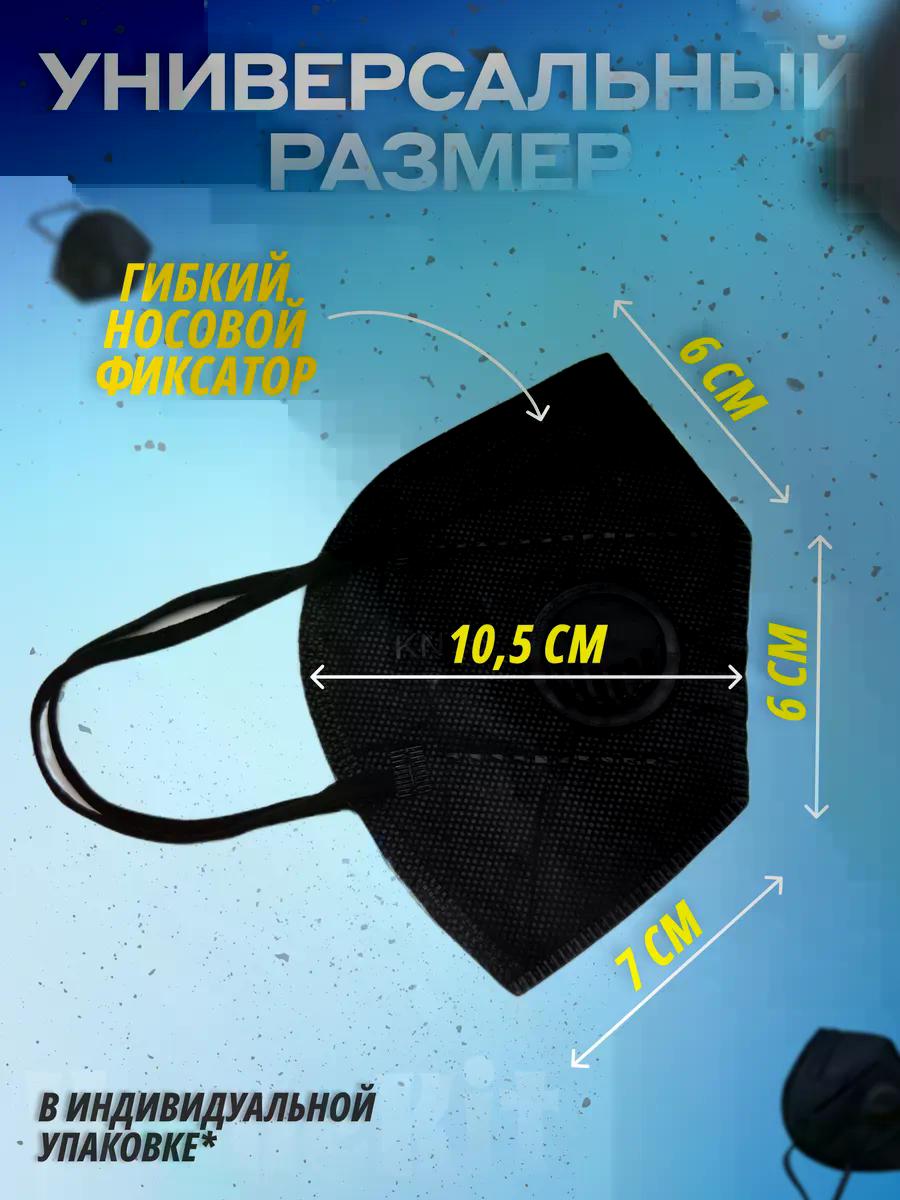 УНИВЕРСАЛЬНЫЙ
РАЗМЕР
ГИБКИЙ
НОСОВОЙ
ФИКСАТОР
6 СМ
10,5 СМ
6 СМ
7 СМ
В ИНДИВИДУАЛЬНОЙ
УПАКОВКЕ*